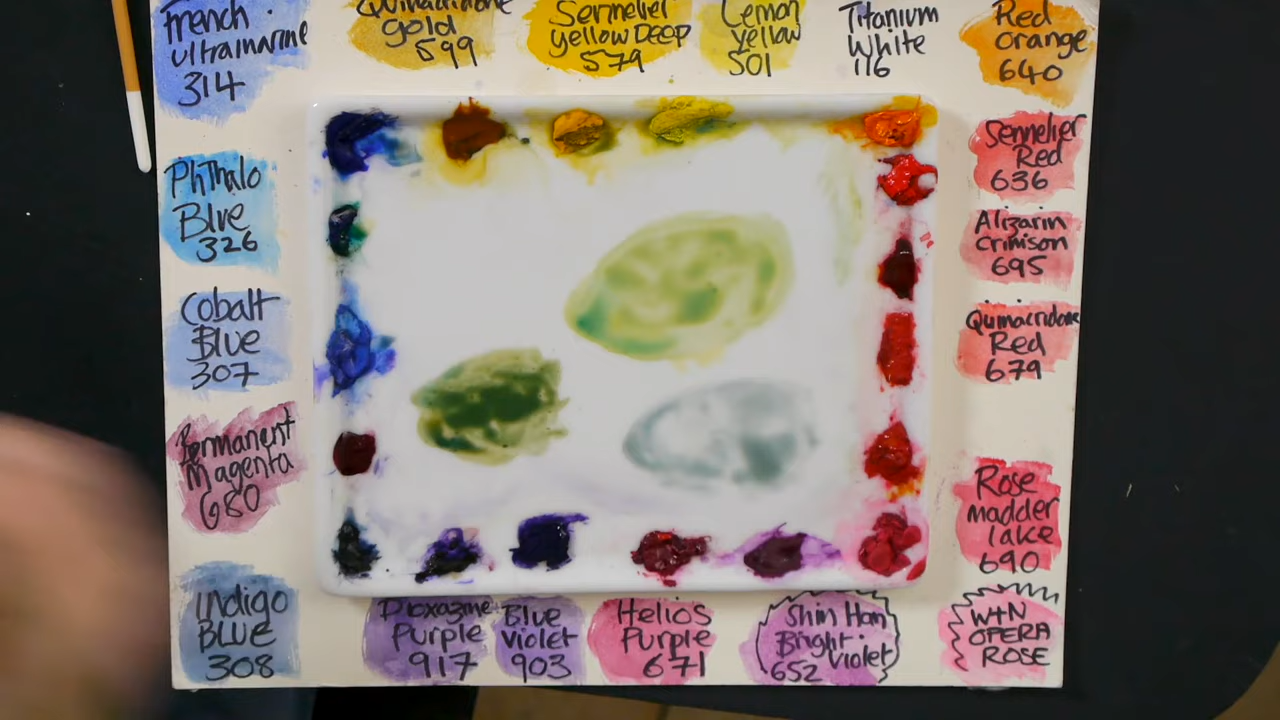 French
ultramarine
314
Quinacridone
gold
599
Sennelier
yellow Deep
579
Lemon
yellow
501
Titanium
White
116
Red
orange
640
Sennelier
Red
636
Alizarin
crimson
695
Quinacridone
Red
679
Rose
madder
lake
690
W+N
OPERA
ROSE
Shin Han
Bright
violet
652
Helios
Purple
671
Blue
violet
903
Dioxazine
Purple
917
Indigo
BLUE
308
Permanent
Magenta
680
Cobalt
Blue
307
Phthalo
Blue
326